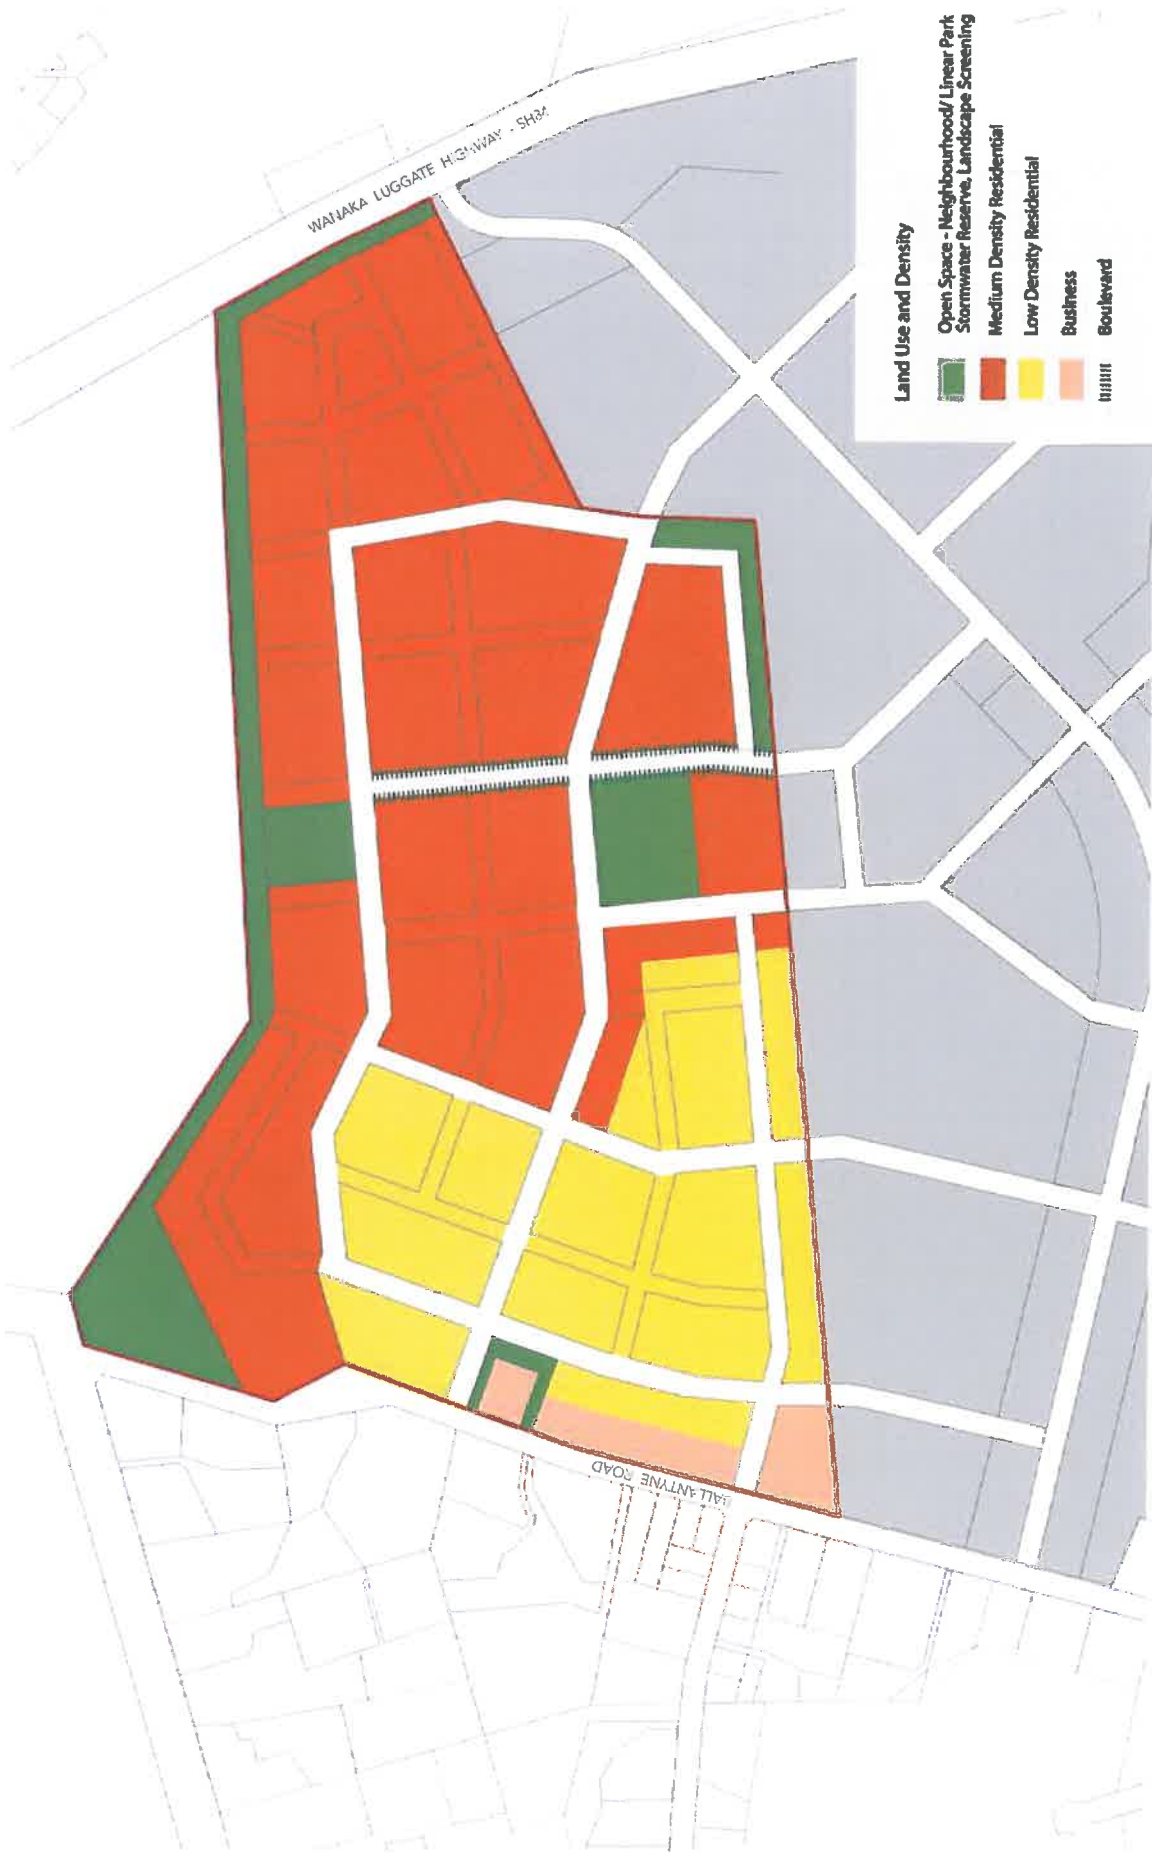 WANAKA LUGGATE HIGHWAY - SH84
BALLANTYNE ROAD
Land Use and Density
Open Space - Neighbourhood/ Linear Park
Stormwater Reserve, Landscape Screening
Medium Density Residential
Low Density Residential
Business
Boulevard